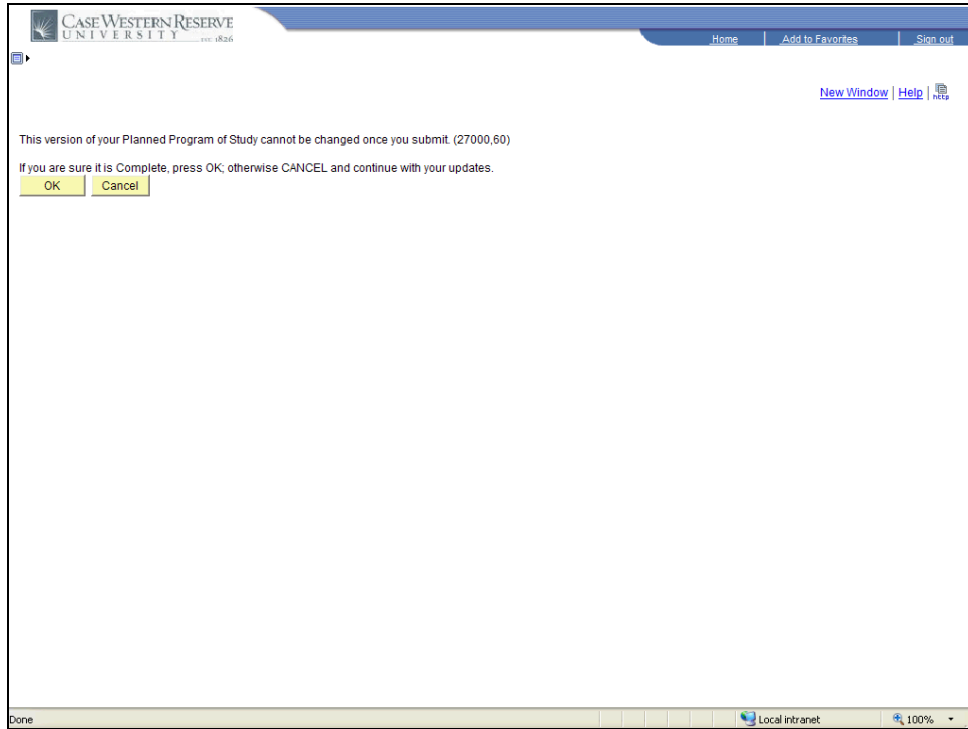 CASE WESTERN RESERVE
UNIVERSITY EST. 1826
Home Add to Favorites Sign out
New Window | Help | http
This version of your Planned Program of Study cannot be changed once you submit. (27000,60)
If you are sure it is Complete, press OK; otherwise CANCEL and continue with your updates.
OK Cancel
Done Local intranet 100%